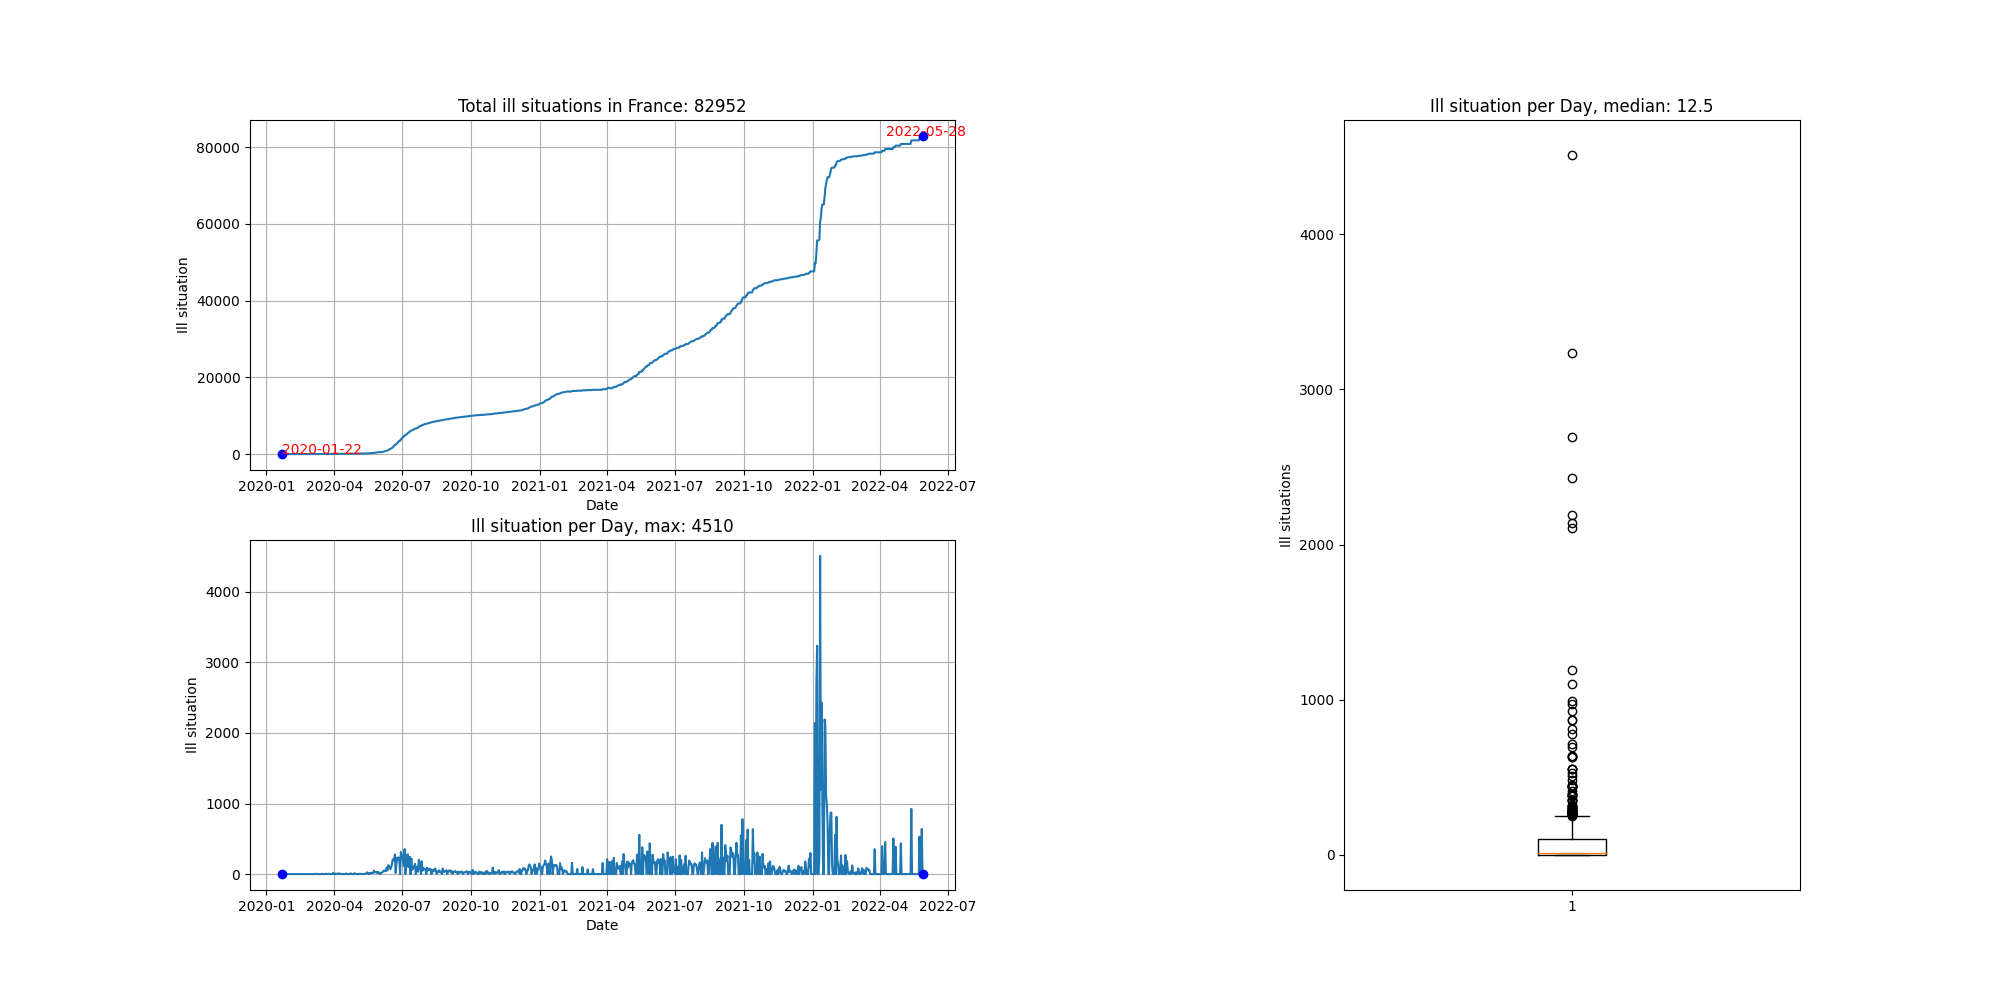 Total ill situations in France: 82952
Ill situation
80000
60000
40000
20000
0
2022-05-28
2020-01-22
2020-01 2020-04 2020-07 2020-10 2021-01 2021-04 2021-07 2021-10 2022-01 2022-04 2022-07
Date
Ill situation per Day, max: 4510
Ill situation
4000
3000
2000
1000
0
2020-01 2020-04 2020-07 2020-10 2021-01 2021-04 2021-07 2021-10 2022-01 2022-04 2022-07
Date
Ill situation per Day, median: 12.5
Ill situations
4000
3000
2000
1000
0
1